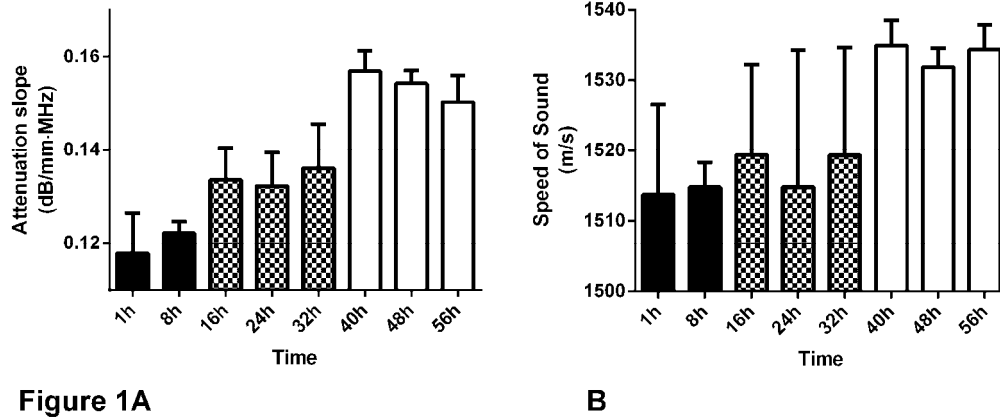 Attenuation slope
(dB/mm-MHz)
0.16
0.14
0.12
1h 8h 16h 24h 32h 40h 48h 56h
Time
Figure 1A
Speed of Sound
(m/s)
1540
1530
1520
1510
1500
1h 8h 16h 24h 32h 40h 48h 56h
Time
B